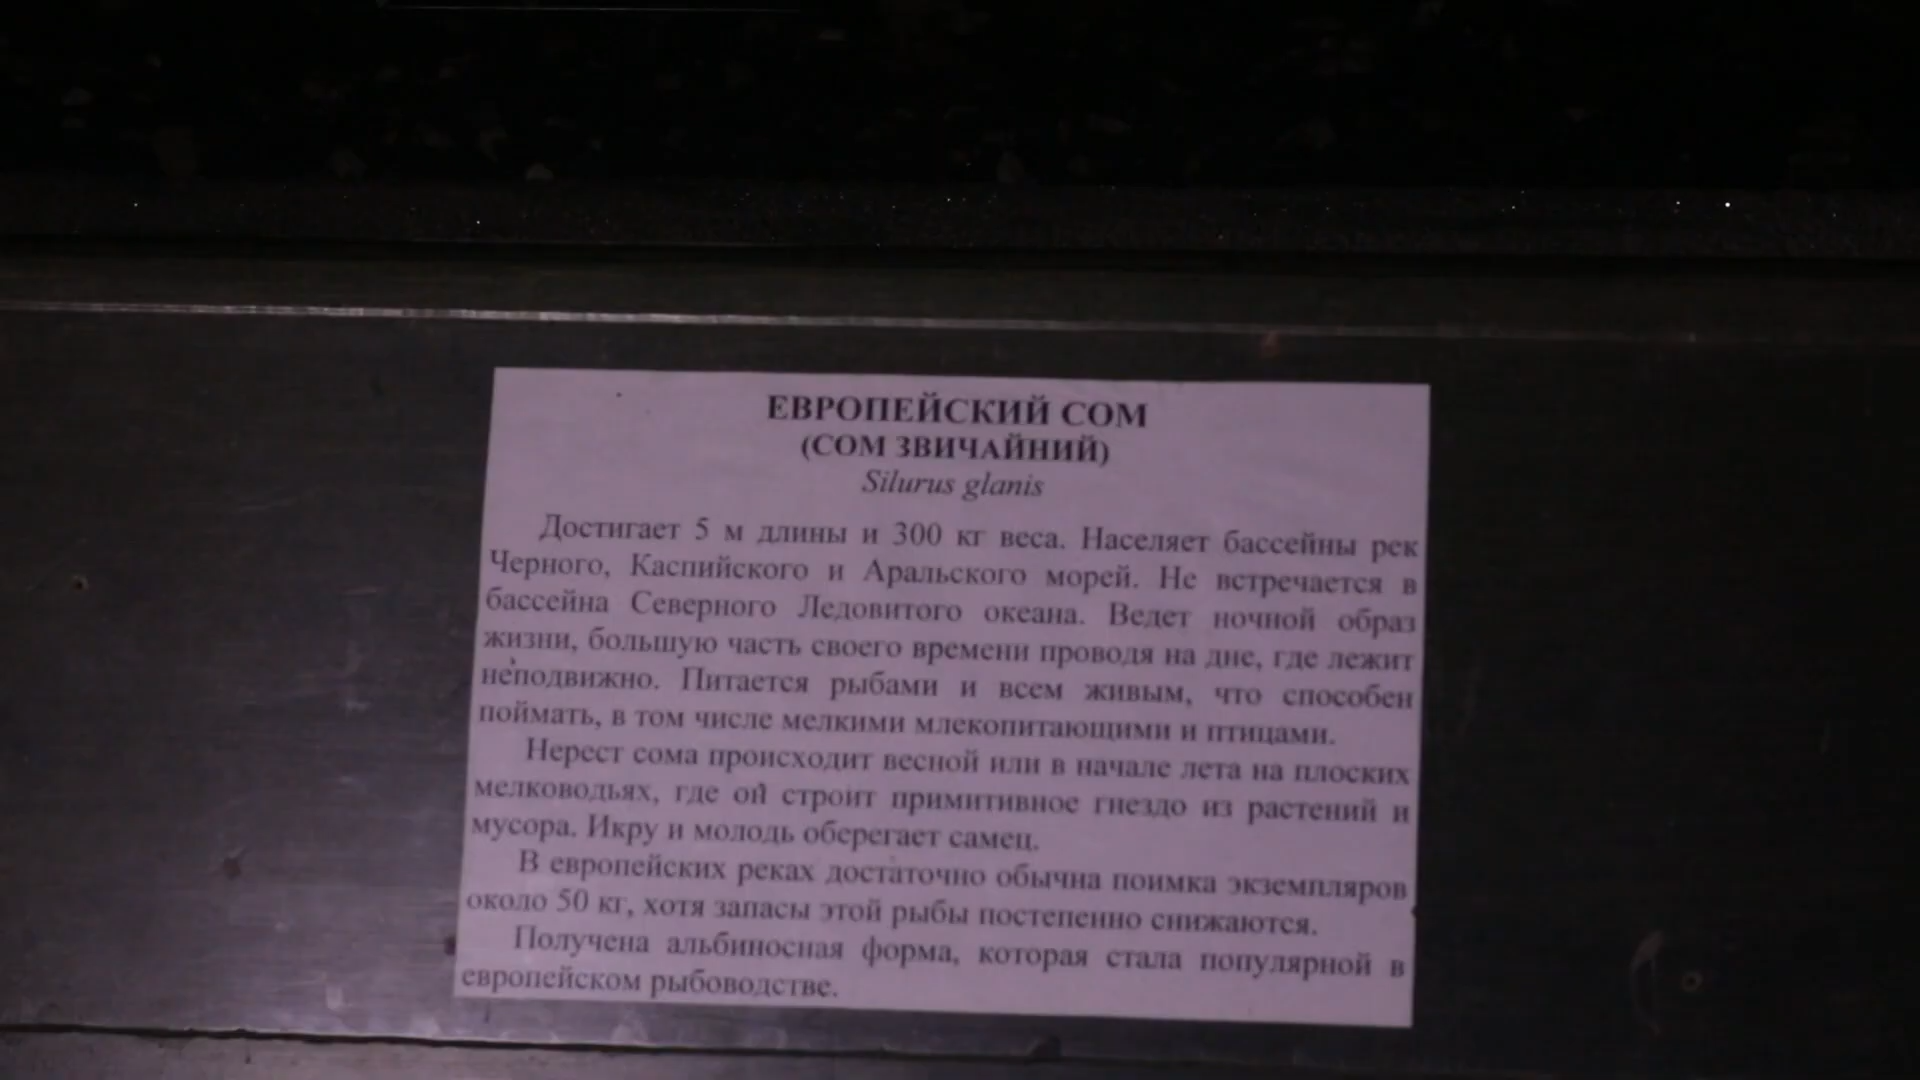 ЕВРОПЕЙСКИЙ СОМ
(СОМ ЗВИЧАЙНИЙ)
Silurus glanis
Достигает 5 м длины и 300 кг веса. Населяет бассейны рек
Черного, Каспийского и Аральского морей. Не встречается в
бассейна Северного Ледовитого океана. Ведет ночной образ
жизни, большую часть своего времени проводя на дне, где лежит
неподвижно. Питается рыбами и всем живым, что способен
поймать, в том числе мелкими млекопитающими и птицами.
Нерест сома происходит весной или в начале лета на плоских
мелководьях, где он строит примитивное гнездо из растений и
мусора. Икру и молодь оберегает самец.
В европейских реках достаточно обычна поимка экземпляров
около 50 кг, хотя запасы этой рыбы постепенно снижаются.
Получена альбиносная форма, которая стала популярной в
европейском рыбоводстве.